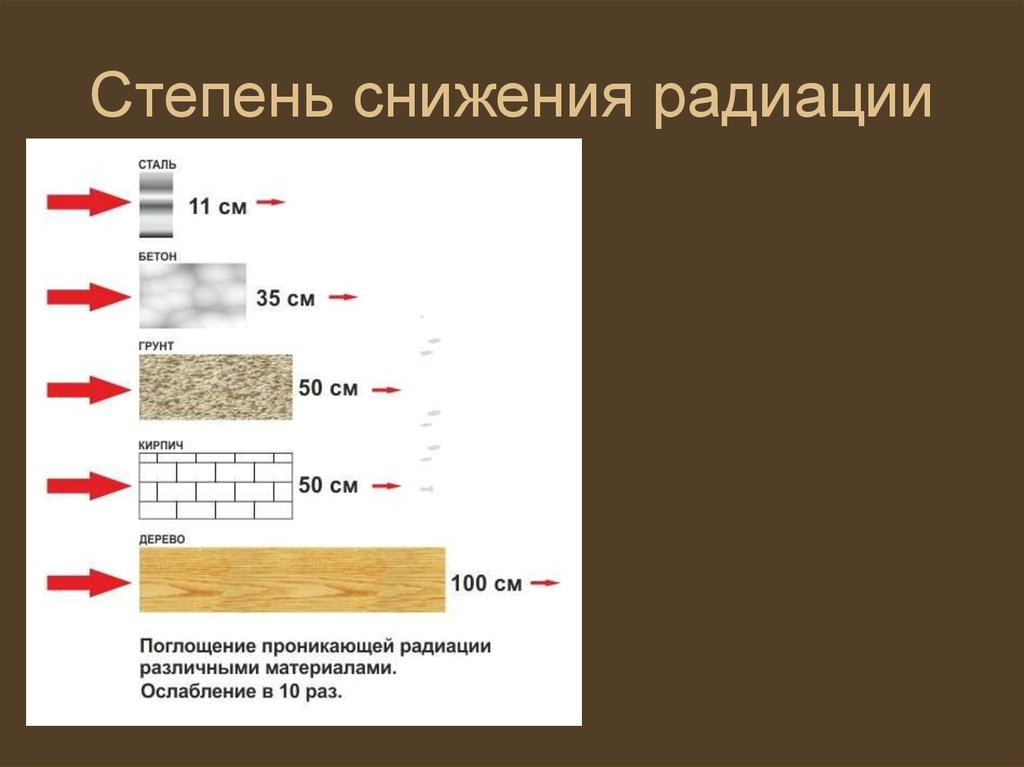 Степень снижения радиации
СТАЛЬ
11 см
БЕТОН
35 см
ГРУНТ
50 см
КИРПИЧ
50 см
ДЕРЕВО
100 см
Поглощение проникающей радиации
различными материалами.
Ослабление в 10 раз.